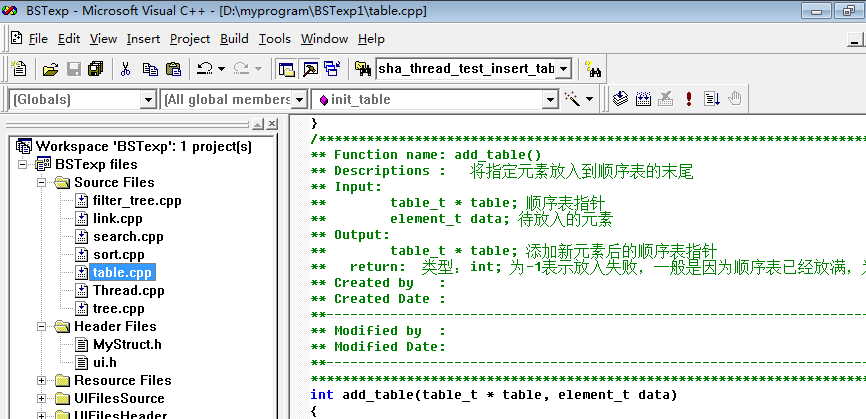 BSTexp - Microsoft Visual C++ - [D:\myprogram\BSTexp1\table.cpp]
File Edit View Insert Project Build Tools Window Help
sha_thread_test_insert_tab
(Globals) (All global members init_table
Workspace 'BSTexp': 1 project(s)
BSTexp files
Source Files
filter_tree.cpp
link.cpp
search.cpp
sort.cpp
table.cpp
Thread.cpp
tree.cpp
Header Files
MyStruct.h
ui.h
Resource Files
UIFilesSource
UIFilesHeader
}
/*******************************************************************
** Function name: add_table()
** Descriptions : 将指定元素放入到顺序表的末尾
** Input:
** table_t * table; 顺序表指针
** element_t data; 待放入的元素
** Output:
** table_t * table; 添加新元素后的顺序表指针
** return: 类型: int; 为-1表示放入失败, 一般是因为顺序表已经放满,
** Created by :
** Created Date :
**-------------------------------------------------------------------
** Modified by :
** Modified Date:
**-------------------------------------------------------------------
*******************************************************************
int add_table(table_t * table, element_t data)
{